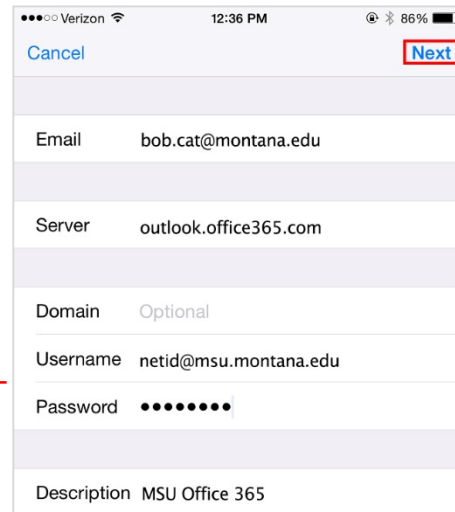 Verizon 12:36 PM 86%
Cancel Next
Email bob.cat@montana.edu
Server outlook.office365.com
Domain Optional
Username netid@msu.montana.edu
Password ●●●●●●●●
Description MSU Office 365